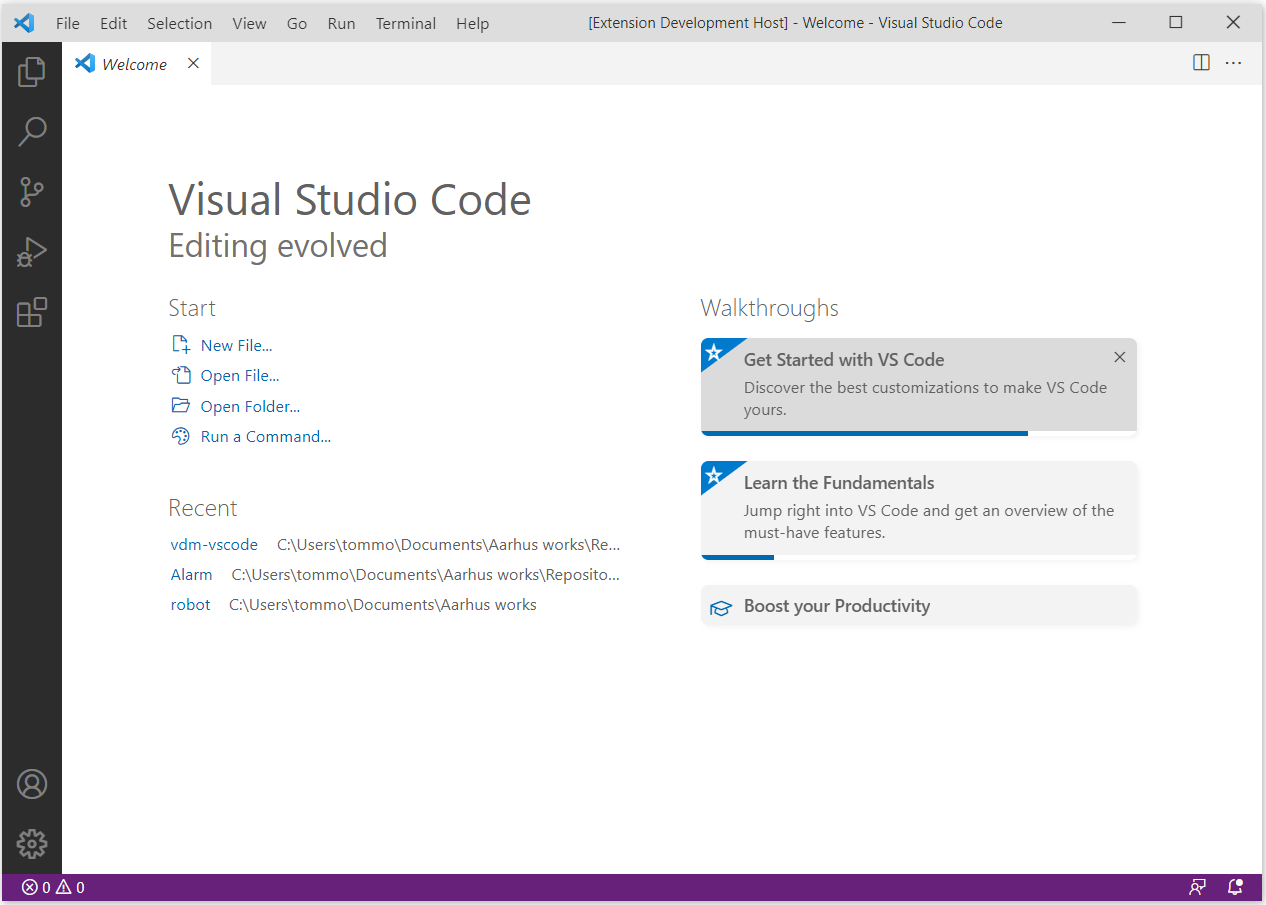 File Edit Selection View Go Run Terminal Help [Extension Development Host] - Welcome - Visual Studio Code
Welcome
Visual Studio Code
Editing evolved
Start
New File...
Open File...
Open Folder...
Run a Command...
Recent
vdm-vscode C:\Users\tommo\Documents\Aarhus works\Re...
Alarm C:\Users\tommo\Documents\Aarhus works\Reposito...
robot C:\Users\tommo\Documents\Aarhus works
Walkthroughs
Get Started with VS Code
Discover the best customizations to make VS Code
yours.
Learn the Fundamentals
Jump right into VS Code and get an overview of the
must-have features.
Boost your Productivity
0 0